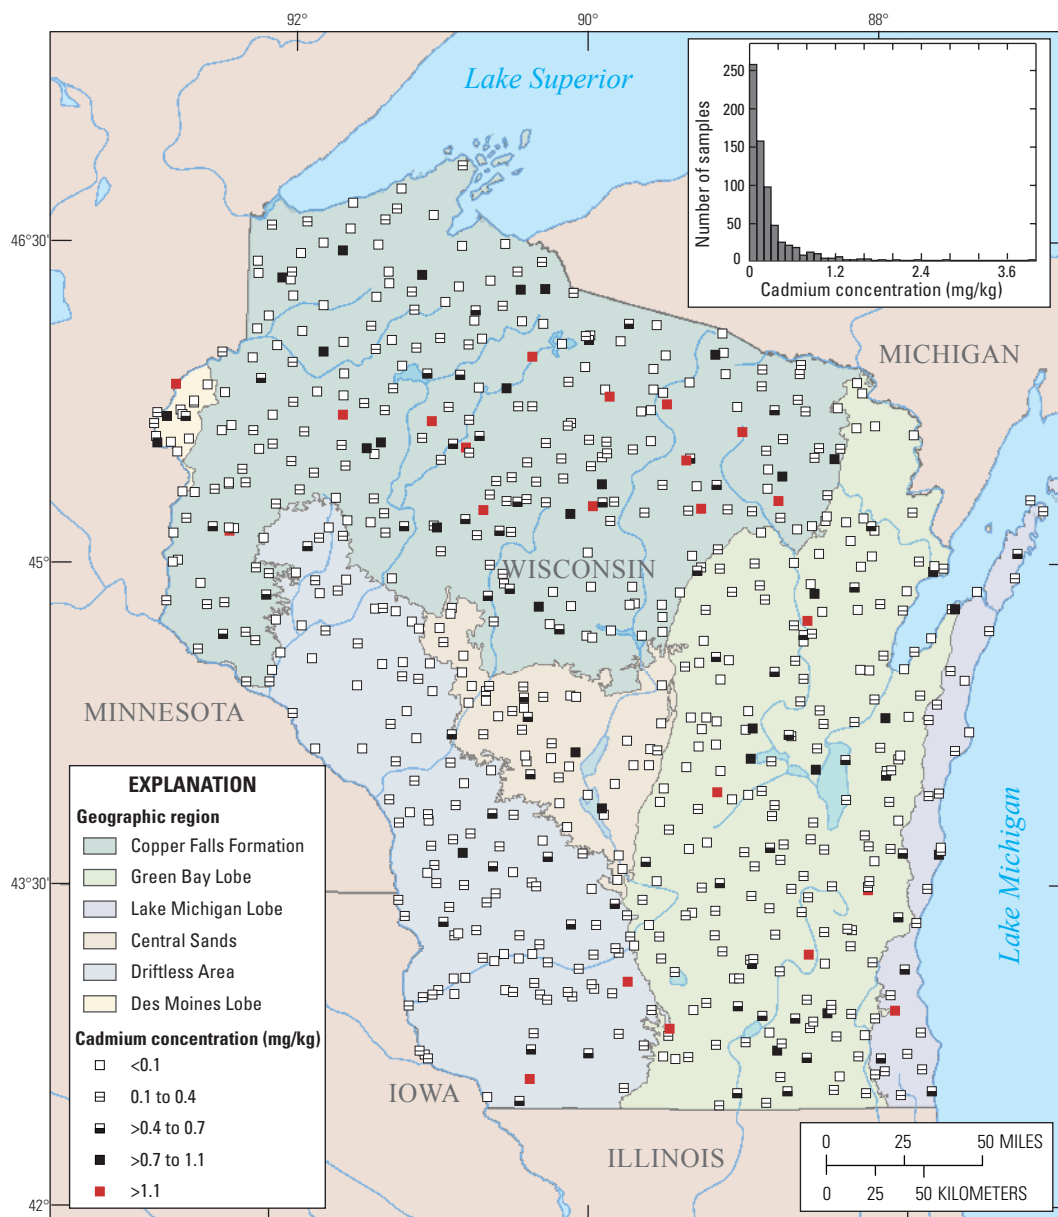 92°
90°
88°
Lake Superior
250
200
150
100
50
0
Number of samples
0
1.2
2.4
3.6
Cadmium concentration (mg/kg)
46°30'
MICHIGAN
45°
WISCONSIN
MINNESOTA
Lake Michigan
EXPLANATION
Geographic region
Copper Falls Formation
Green Bay Lobe
Lake Michigan Lobe
Central Sands
Driftless Area
Des Moines Lobe
Cadmium concentration (mg/kg)
<0.1
0.1 to 0.4
>0.4 to 0.7
>0.7 to 1.1
>1.1
43°30'
IOWA
ILLINOIS
0 25 50 MILES
0 25 50 KILOMETERS
42°